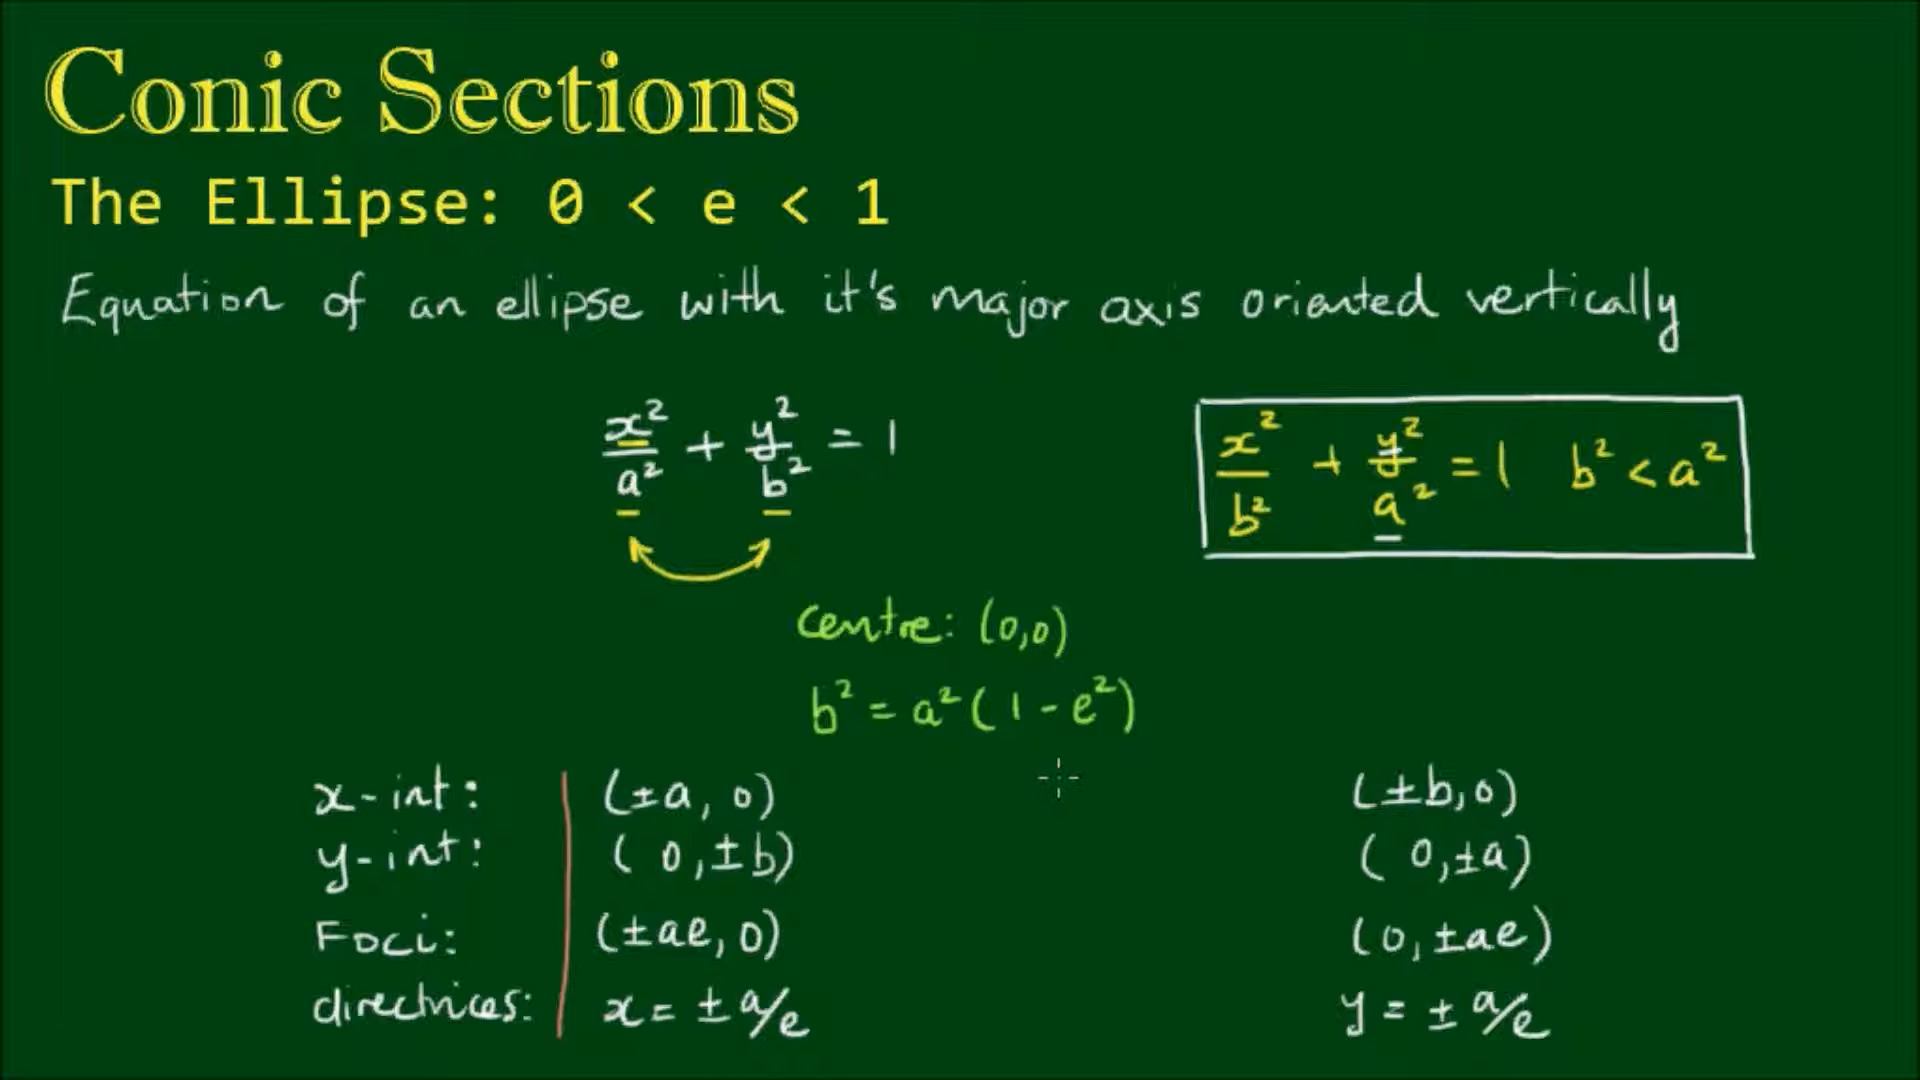 Conic Sections
The Ellipse: 0 < e < 1
Equation of an ellipse with it's major axis oriented vertically
x²/a² + y²/b² = 1
x²/b² + y²/a² = 1 b² < a²
centre: (0,0)
b² = a² (1 - e²)
x-int: (±a, 0) (±b, 0)
y-int: (0, ±b) (0, ±a)
Foci: (±ae, 0) (0, ±ae)
directrices: x = ± a/e y = ± a/e